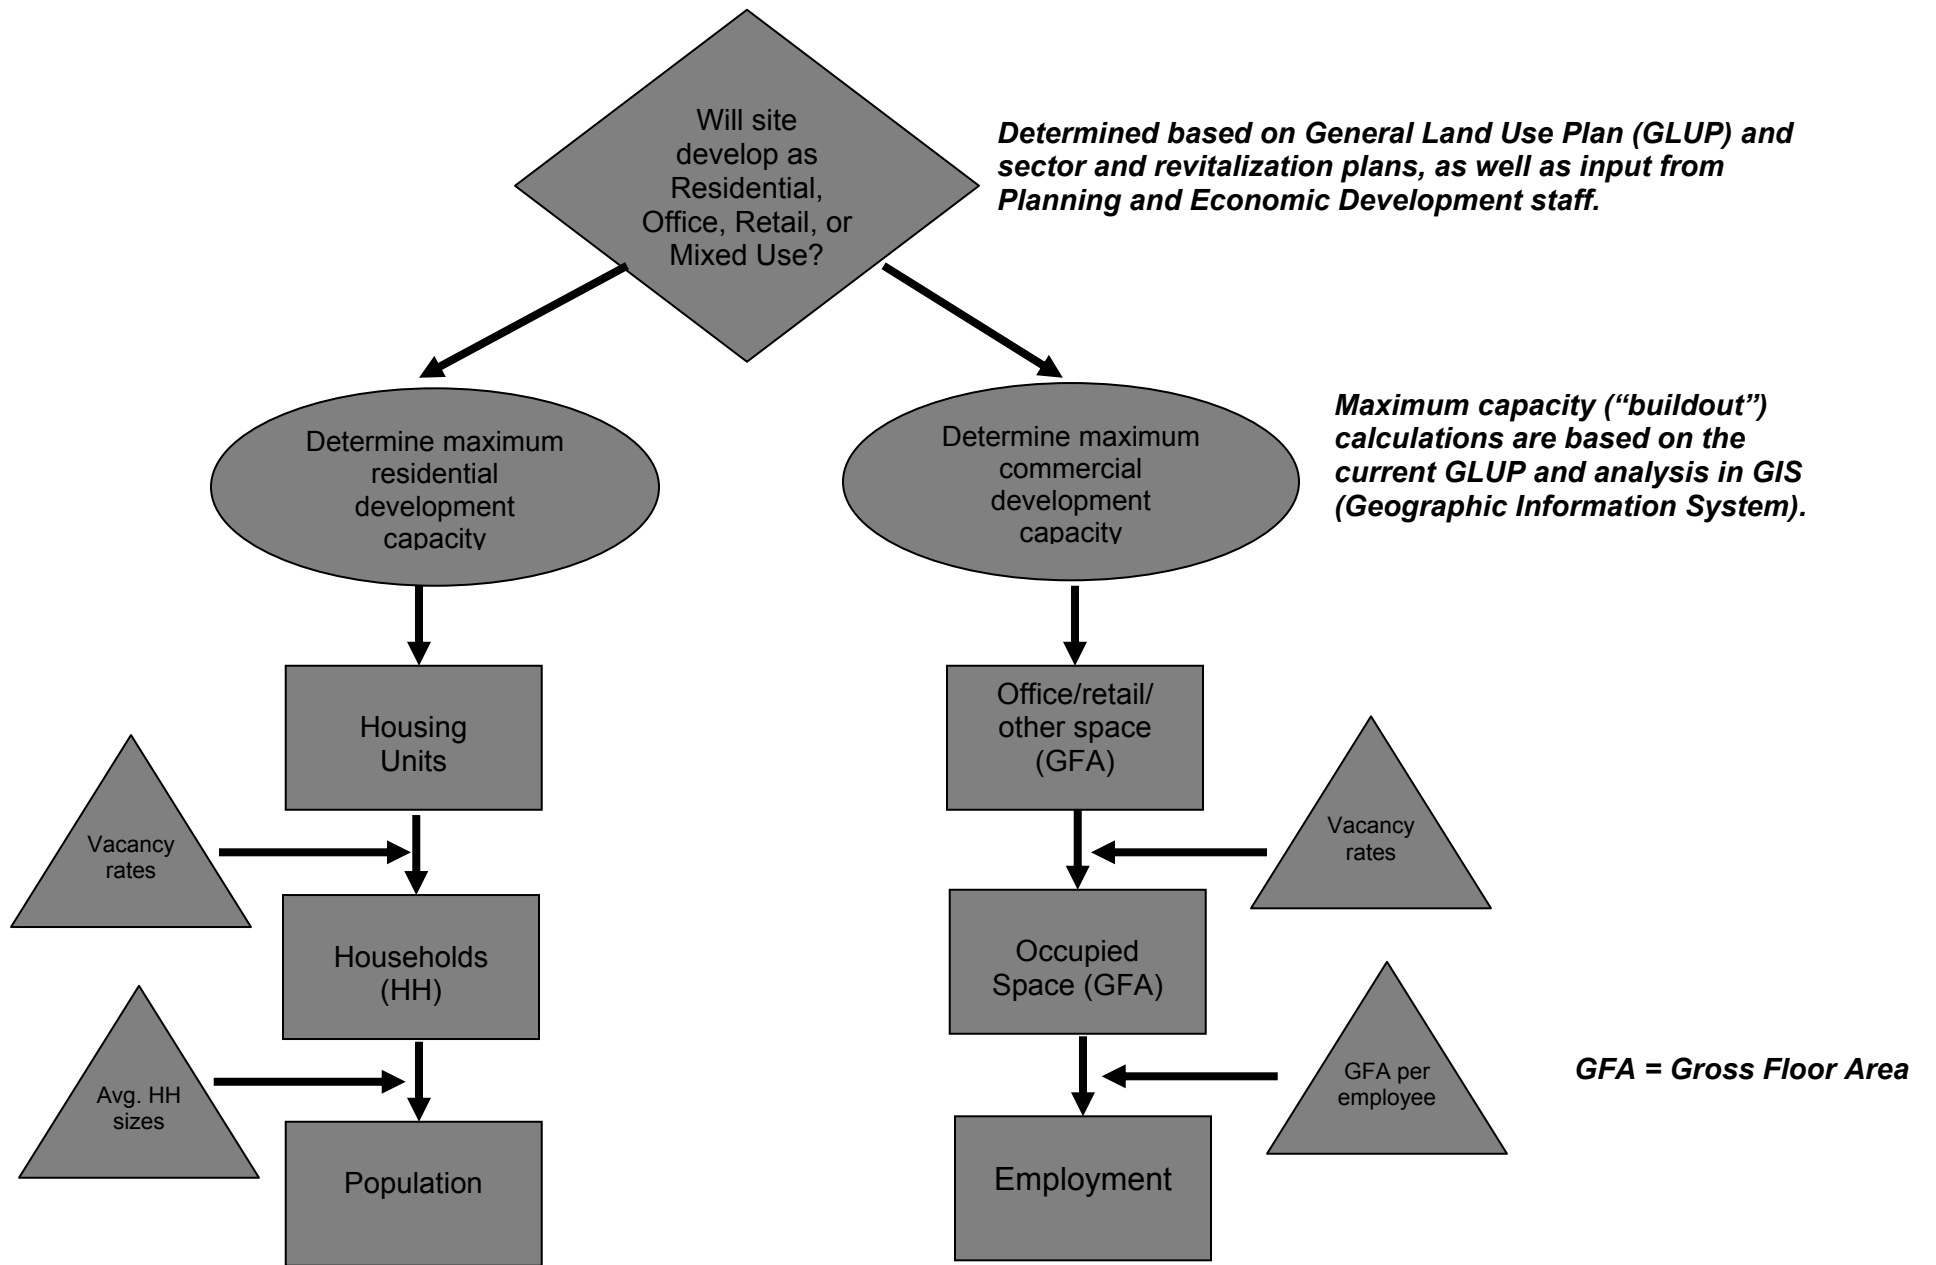 Will site
develop as
Residential,
Office, Retail, or
Mixed Use?
Determined based on General Land Use Plan (GLUP) and
sector and revitalization plans, as well as input from
Planning and Economic Development staff.
Determine maximum
residential
development
capacity
Determine maximum
commercial
development
capacity
Maximum capacity (“buildout”)
calculations are based on the
current GLUP and analysis in GIS
(Geographic Information System).
Housing
Units
Office/retail/
other space
(GFA)
Vacancy
rates
Vacancy
rates
Households
(HH)
Occupied
Space (GFA)
Avg. HH
sizes
GFA per
employee
GFA = Gross Floor Area
Population
Employment